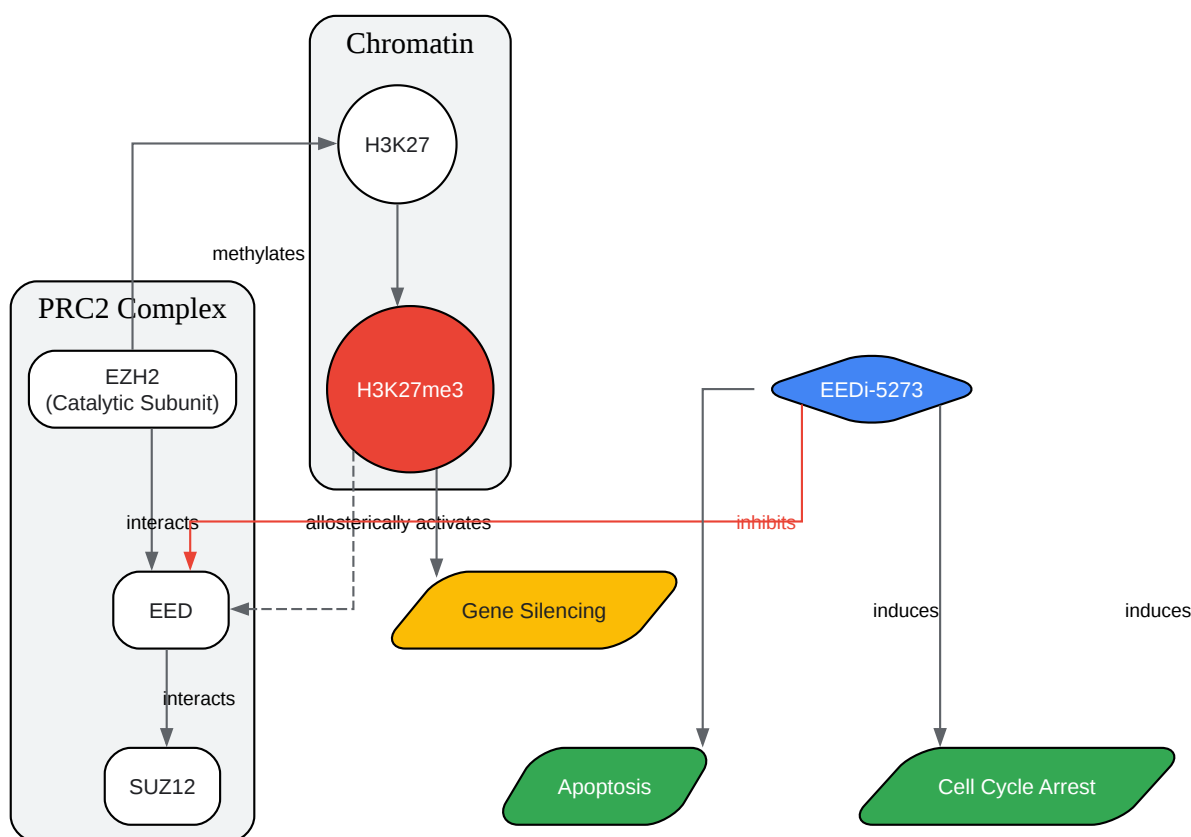 Chromatin
H3K27
methylates
PRC2 Complex
EZH2
(Catalytic Subunit)
H3K27me3
EEDi-5273
interacts
allosterically activates
inhibits
EED
Gene Silencing
induces
induces
interacts
SUZ12
Apoptosis
Cell Cycle Arrest